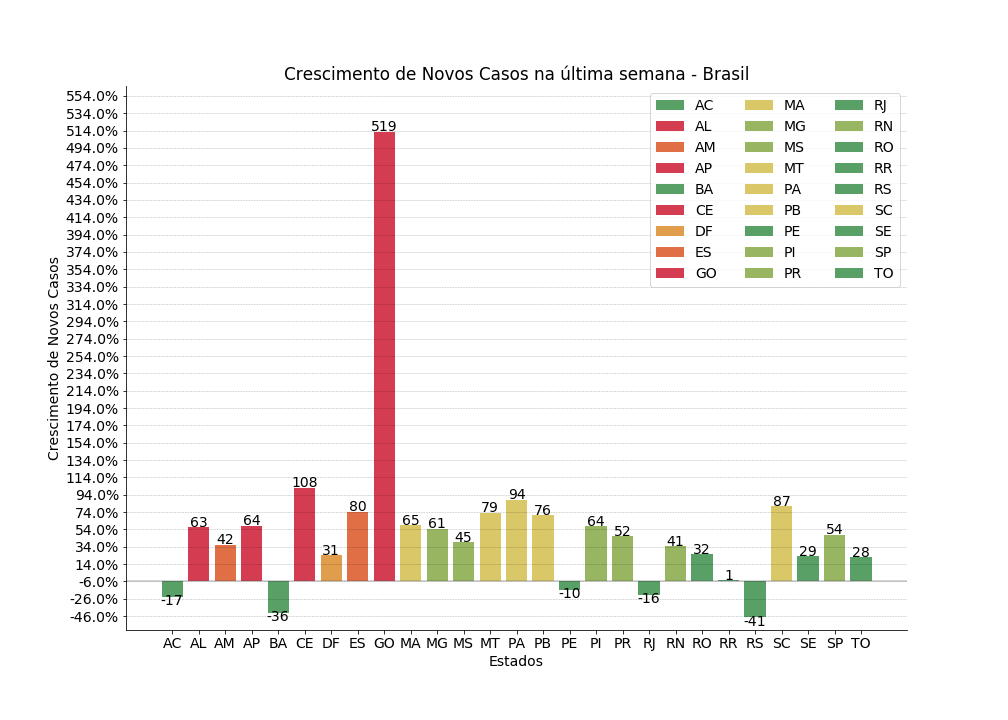 Crescimento de Novos Casos na última semana - Brasil
Crescimento de Novos Casos
554.0%
534.0%
514.0%
494.0%
474.0%
454.0%
434.0%
414.0%
394.0%
374.0%
354.0%
334.0%
314.0%
294.0%
274.0%
254.0%
234.0%
214.0%
194.0%
174.0%
154.0%
134.0%
114.0%
94.0%
74.0%
54.0%
34.0%
14.0%
-6.0%
-26.0%
-46.0%
AC MA RJ
AL MG RN
AM MS RO
AP MT RR
BA PA RS
CE PB SC
DF PE SE
ES PI SP
GO PR TO
-17 63 42 64 -36 108 31 80 519 65 61 45 79 94 76 -10 64 52 -16 41 32 1 -41 87 29 54 28
AC AL AM AP BA CE DF ES GO MA MG MS MT PA PB PE PI PR RJ RN RO RR RS SC SE SP TO
Estados